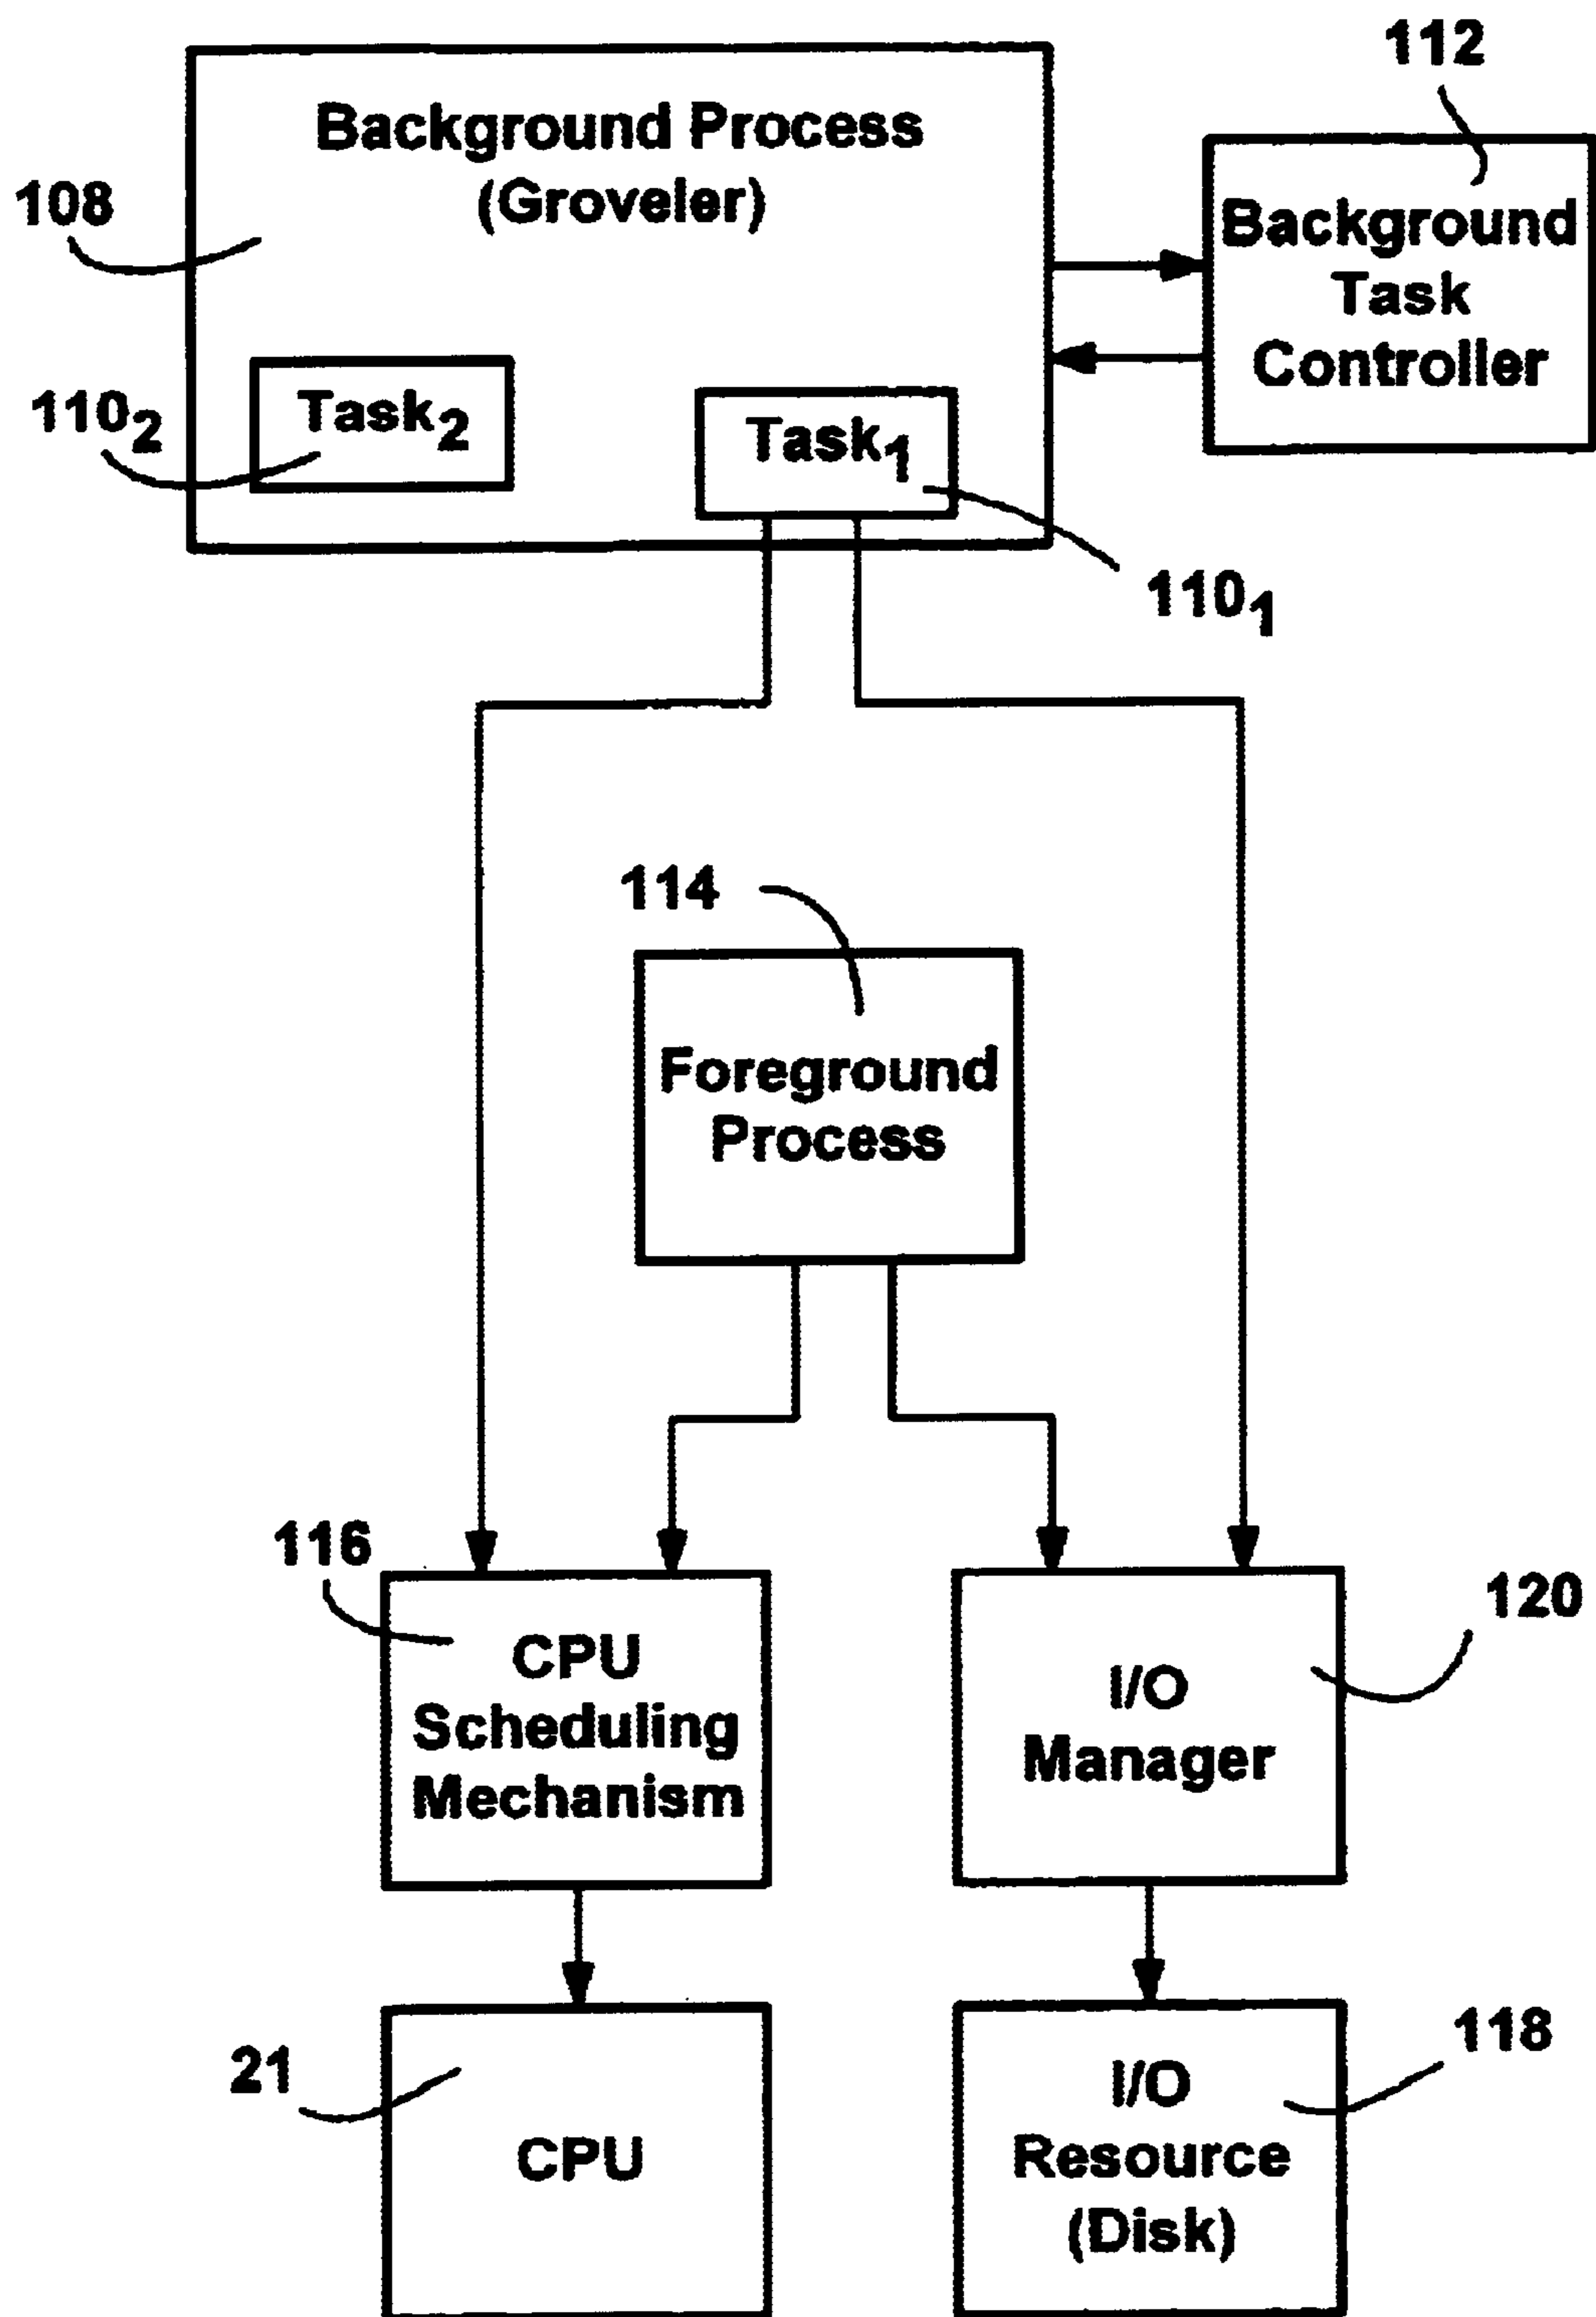 112
Background Process
(Groveler)
108
Background
Task
Controller
110₂
Task₂
Task₁
110₁
114
Foreground
Process
116
120
CPU
Scheduling
Mechanism
I/O
Manager
21
118
CPU
I/O
Resource
(Disk)